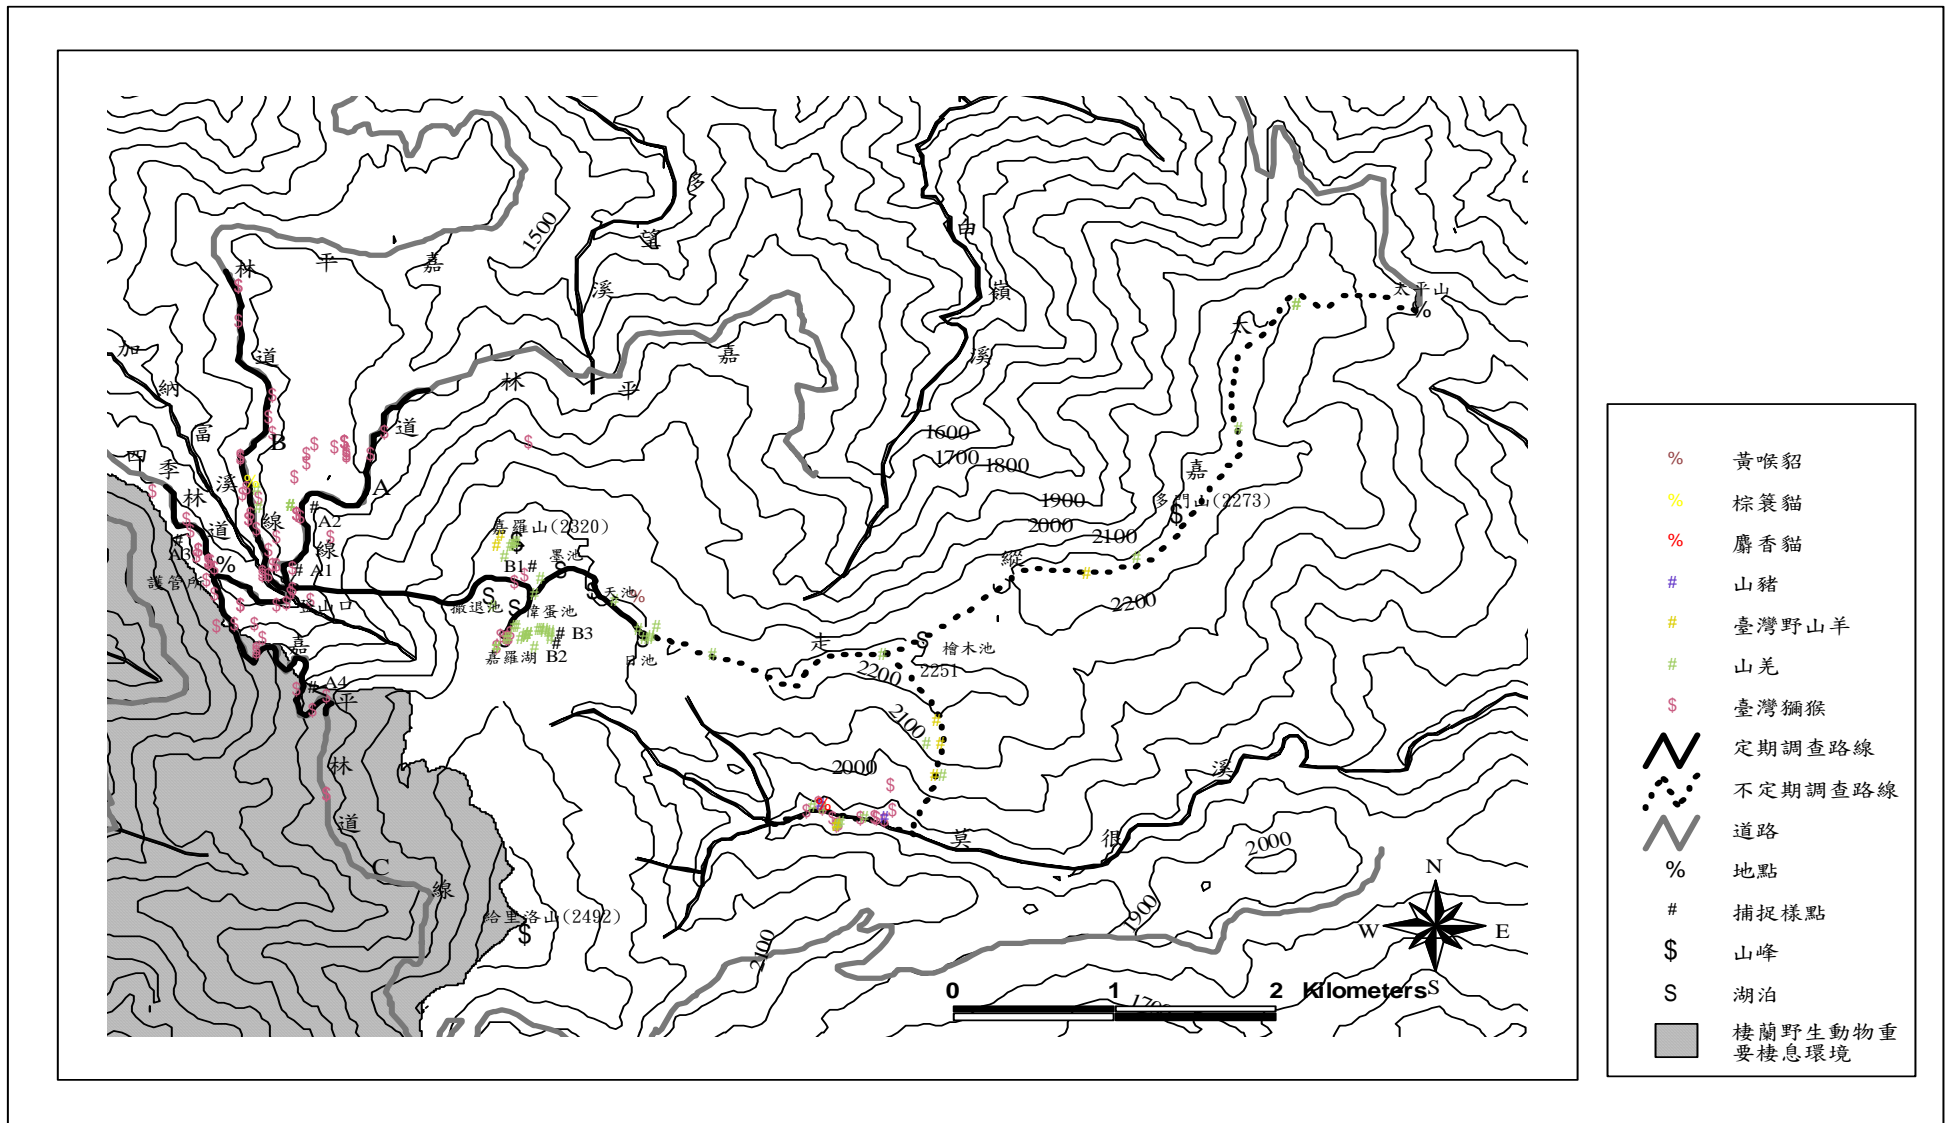 多
望
溪
1500
林
平
嘉
道
B
線
加
納
富
溪
四
季
林
道
林
平
嘉
道
A
線
A2
A1
A3
A4
護管所
登山口
嘉
平
林
道
C
線
嘉羅山(2320)
墨池
B1
撤退池
偉蛋池
天池
B3
B2
嘉羅湖
日池
給里洛山(2492)
嶺
溪
太平山
太
嘉
縱
走
多門山(2273)
1600
1700
1800
1900
2000
2100
2200
檜木池
2251
2200
2100
2000
莫
很
溪
2000
1900
2100
N
W
E
S
0 1 2 Kilometers
黃喉貂
棕簑貓
麝香貓
山豬
臺灣野山羊
山羌
臺灣獼猴
定期調查路線
不定期調查路線
道路
地點
捕捉樣點
山峰
湖泊
棲蘭野生動物重
要棲息環境